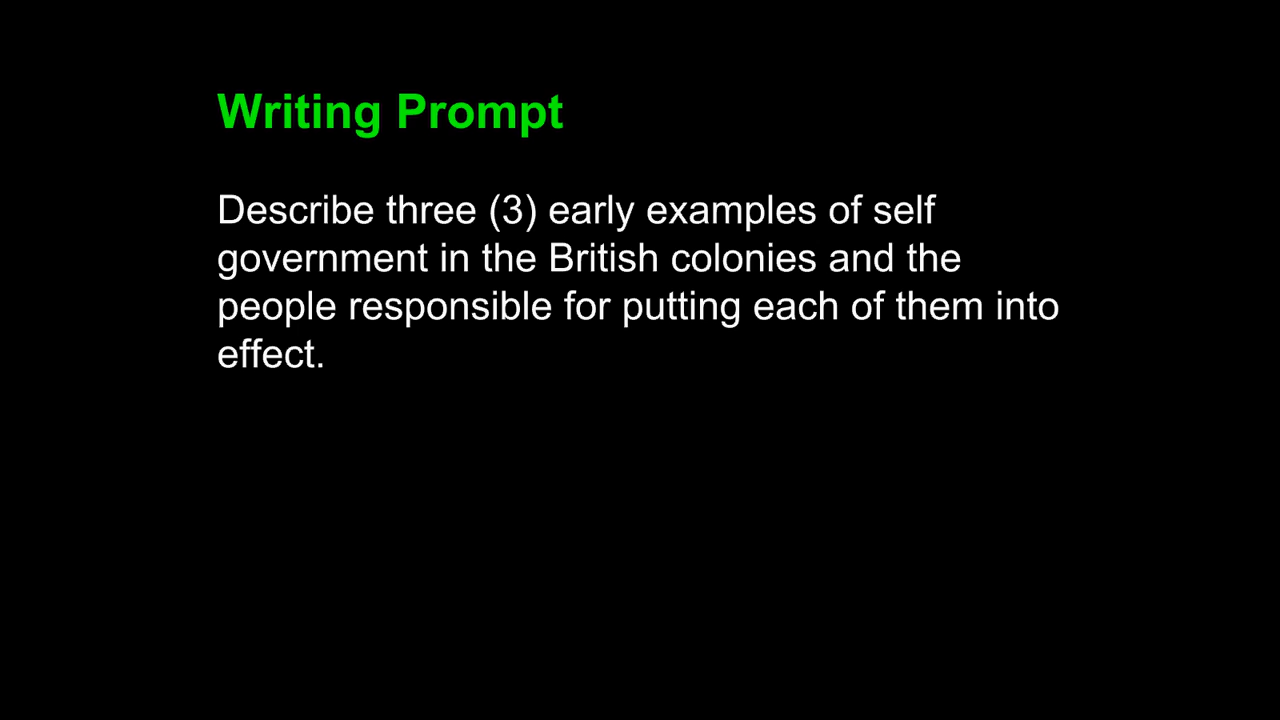 Writing Prompt
Describe three (3) early examples of self
government in the British colonies and the
people responsible for putting each of them into
effect.